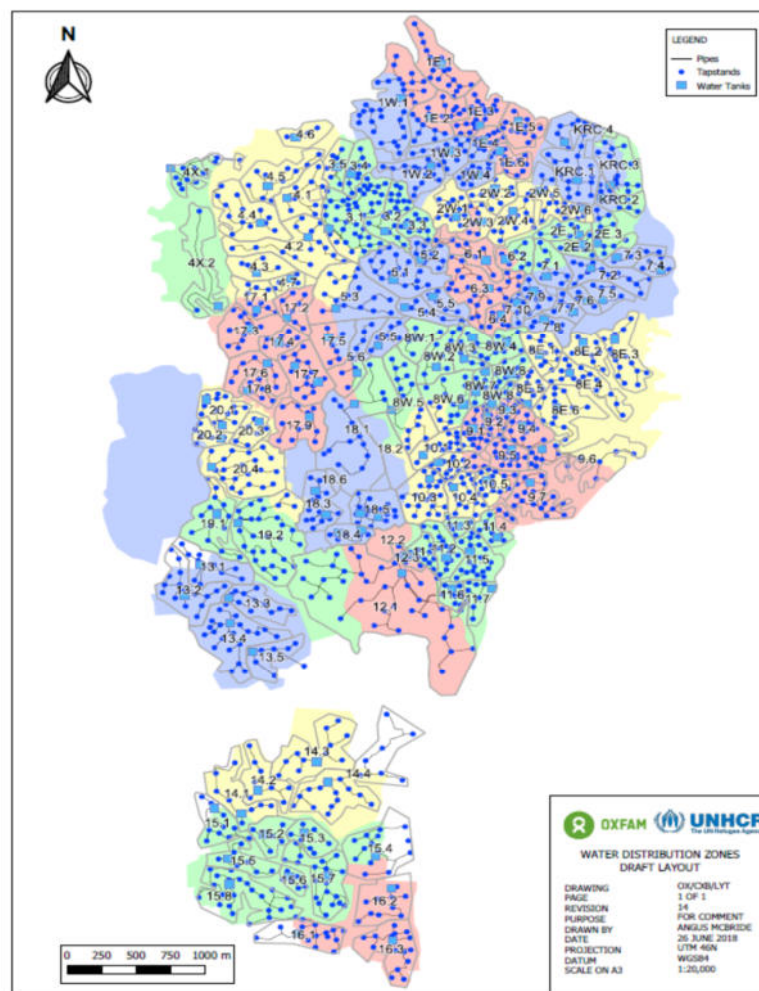 N
LEGEND
Pipes
Tapstands
Water Tanks
1E.1
1W.1
1E.2
1E.3
1E.5
1E.4
KRC.4
1W.3
1E.6
4.6
3.5
3.4
1W.2
1W.4
KRC.1
KRC.3
4X.1
4.5
4.1
2W.2
2W.5
KRC.2
4.4
3.1
3.2
2W.1
2W.3
2W.4
2W.6
3.3
2E.1
2E.3
4.2
2E.2
4X.2
5.2
6.1
6.2
7.3
4.3
5.1
7.1
7.2
7.4
4.7
6.3
17.1
17.2
5.3
5.5
7.9
7.6
7.5
5.4
6.4
7.10
7.7
17.3
17.4
17.5
5.5
8W.1
7.8
8W.3
8W.4
8E.1
8E.2
8E.3
17.6
17.7
5.6
8W.2
17.8
8W.7
8W.8
8E.5
8E.4
20.1
8W.5
8W.6
8W.8
9.3
8E.6
20.2
20.3
17.9
18.1
9.1
9.2
9.4
18.2
10.1
20.4
10.2
9.5
9.6
18.6
18.3
10.3
10.4
10.5
9.7
19.1
18.5
19.2
18.4
11.3
11.4
12.2
11.2
12.3
11.5
13.1
13.2
13.3
12.1
11.6
11.7
13.4
13.5
14.3
14.2
14.4
14.1
15.1
15.2
15.3
15.4
15.5
15.6
15.7
15.8
16.2
16.1
16.3
0 250 500 750 1000 m
OXFAM UNHCR
The UN Refugee Agency
WATER DISTRIBUTION ZONES
DRAFT LAYOUT
DRAWING OX/CXB/LYT
PAGE 1 OF 1
REVISION 14
PURPOSE FOR COMMENT
DRAWN BY ANGUS MCBRIDE
DATE 26 JUNE 2018
PROJECTION UTM 46N
DATUM WGS84
SCALE ON A3 1:20,000